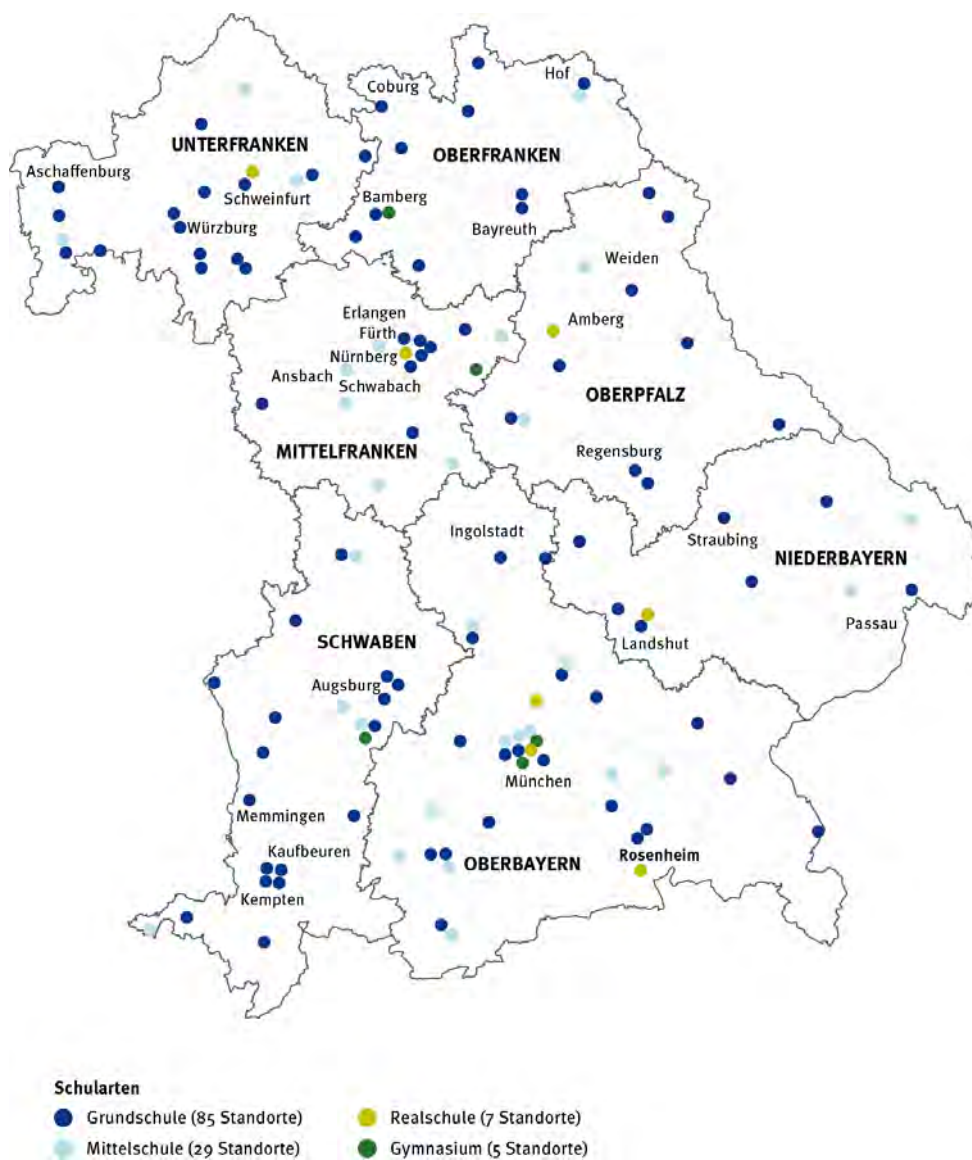 Hof
Coburg
UNTERFRANKEN
OBERFRANKEN
Aschaffenburg
Schweinfurt
Bamberg
Würzburg
Bayreuth
Weiden
Erlangen
Fürth
Amberg
Nürnberg
Ansbach
Schwabach
OBERPFALZ
MITTELFRANKEN
Regensburg
Ingolstadt
Straubing
NIEDERBAYERN
Passau
SCHWABEN
Landshut
Augsburg
München
Memmingen
Kaufbeuren
OBERBAYERN
Rosenheim
Kempten
Schularten
Grundschule (85 Standorte)
Realschule (7 Standorte)
Mittelschule (29 Standorte)
Gymnasium (5 Standorte)